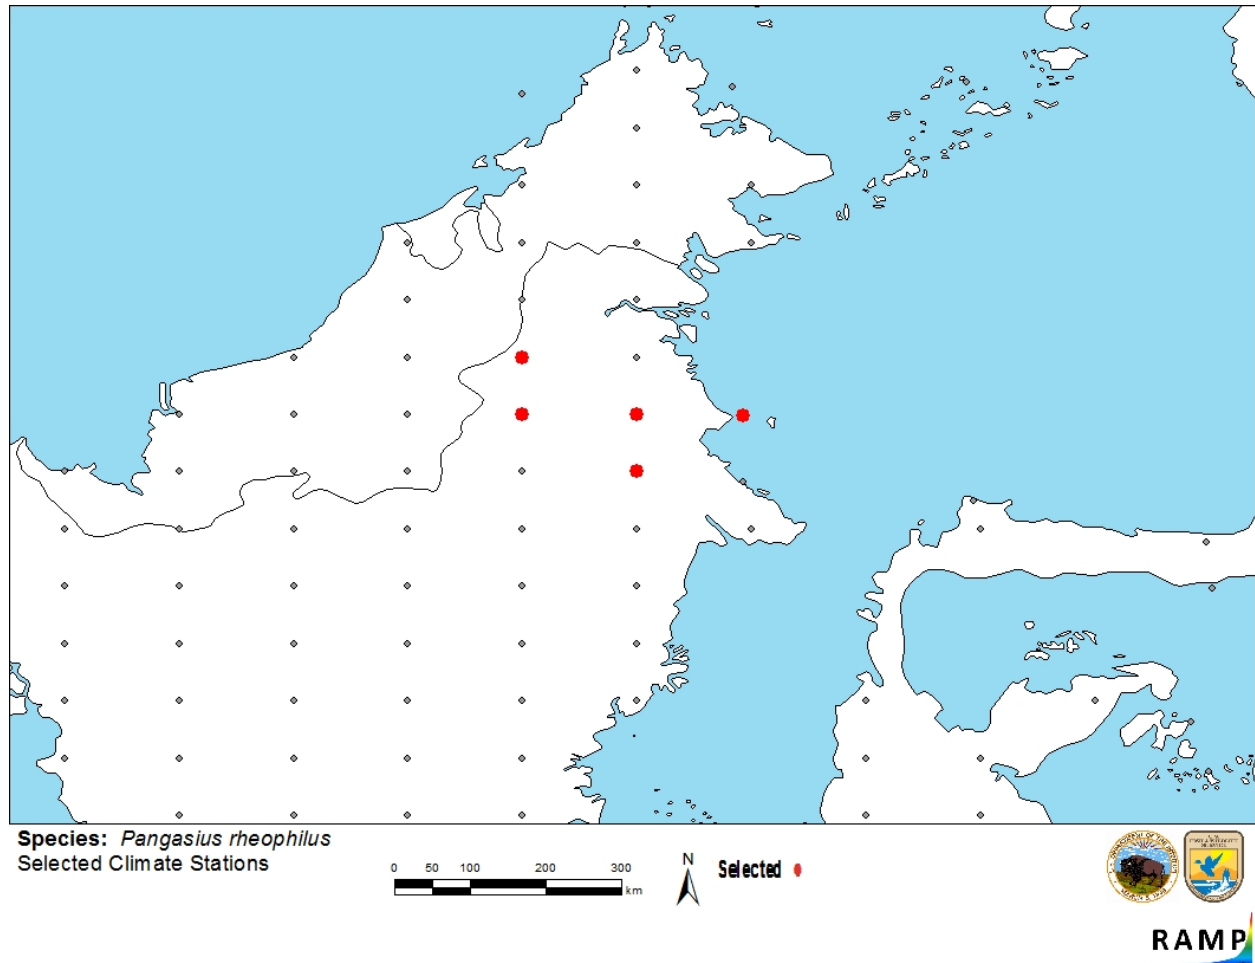 Species: Pangasius rheophilus
Selected Climate Stations
0 50 100 200 300
km
N
Selected
RAMP